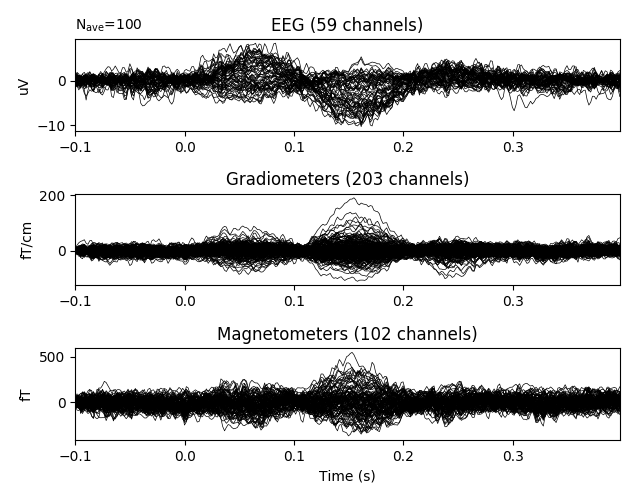 Nave=100
EEG (59 channels)
uV
0
−10
−0.1 0.0 0.1 0.2 0.3
Gradiometers (203 channels)
fT/cm
200
0
−0.1 0.0 0.1 0.2 0.3
Magnetometers (102 channels)
fT
500
0
−0.1 0.0 0.1 0.2 0.3
Time (s)